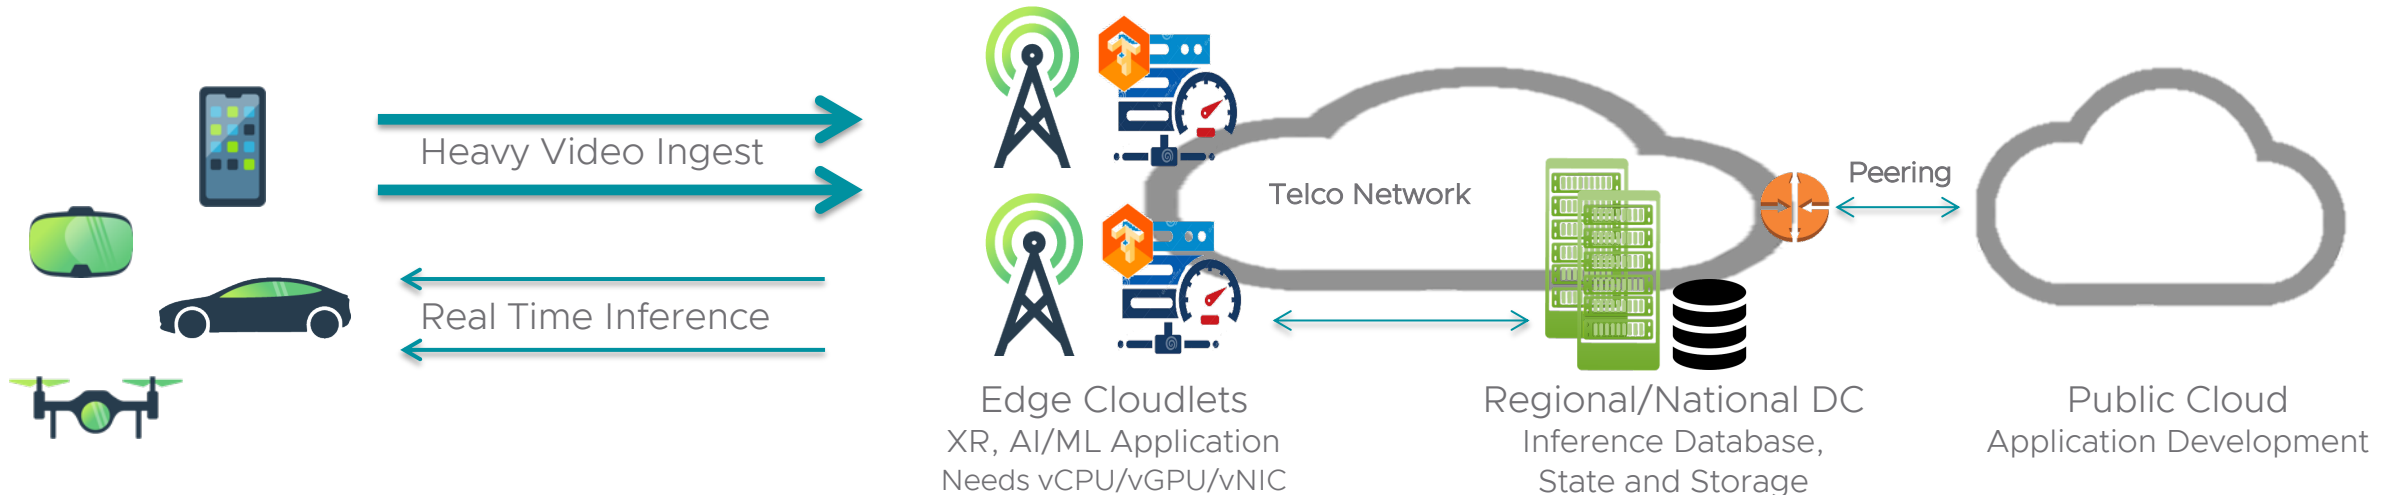 Heavy Video Ingest
Real Time Inference
Telco Network
Peering
Edge Cloudlets
XR, AI/ML Application
Needs vCPU/vGPU/vNIC
Regional/National DC
Inference Database,
State and Storage
Public Cloud
Application Development